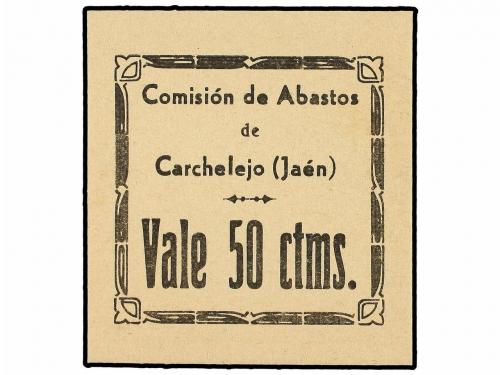 Comisión de Abastos
de
Carchelejo (Jaén)
Vale 50 ctms.